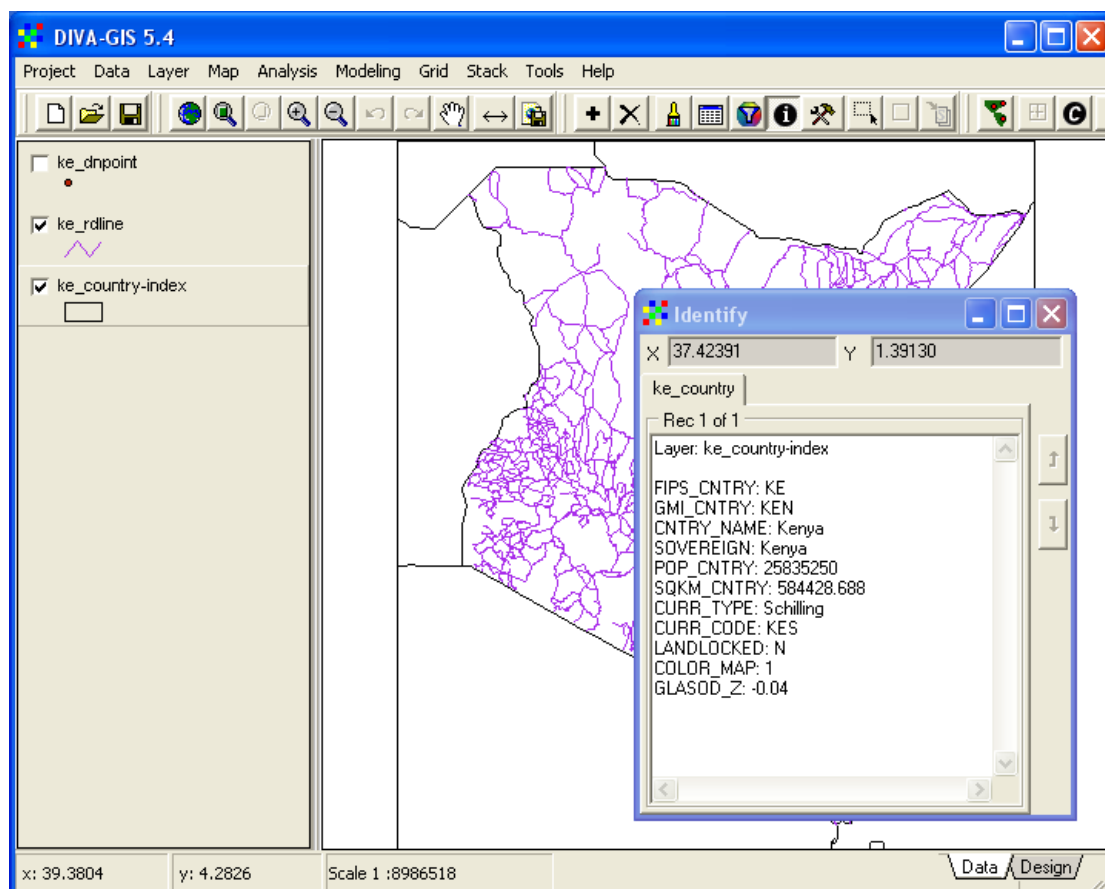 DIVA-GIS 5.4
Project Data Layer Map Analysis Modeling Grid Stack Tools Help
ke_dnpoint
ke_rdline
ke_country-index
Identify
X 37.42391 Y 1.39130
ke_country
Rec 1 of 1
Layer: ke_country-index
FIPS_CNTRY: KE
GMI_CNTRY: KEN
CNTRY_NAME: Kenya
SOVEREIGN: Kenya
POP_CNTRY: 25835250
SQKM_CNTRY: 584428.688
CURR_TYPE: Schilling
CURR_CODE: KES
LANDLOCKED: N
COLOR_MAP: 1
GLASOD_Z: -0.04
x: 39.3804 y: 4.2826 Scale 1 :8986518 Data Design